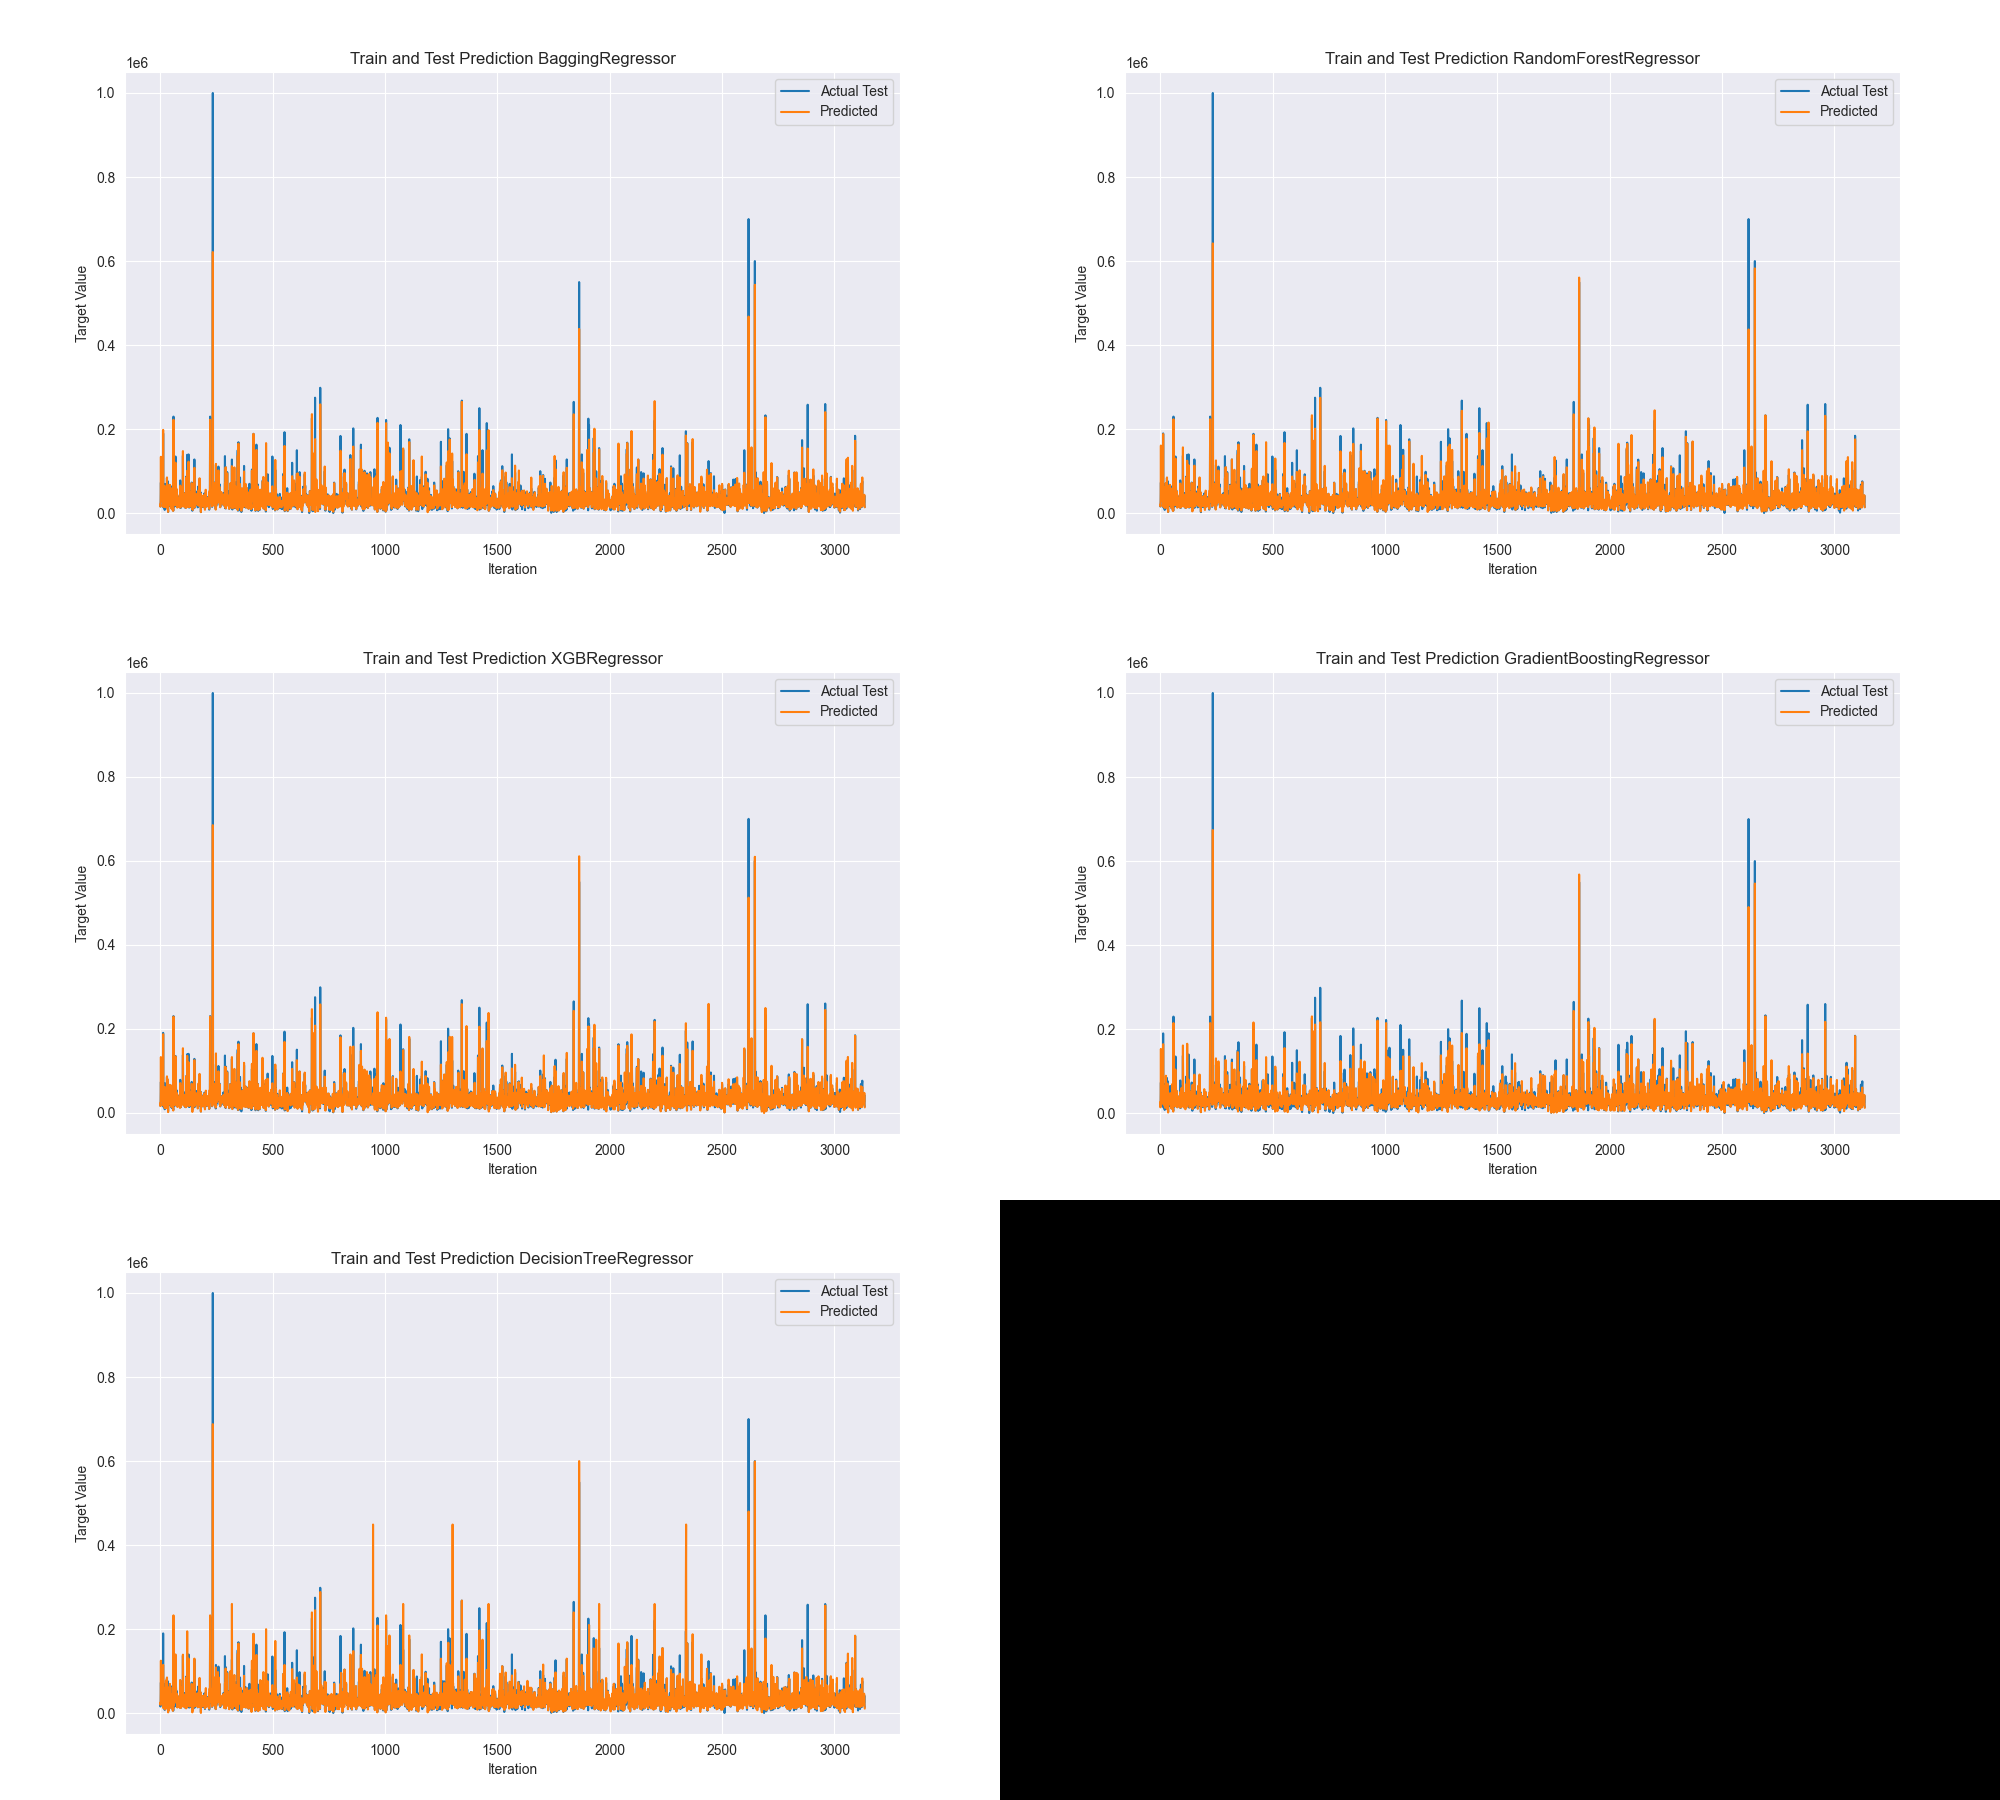 Train and Test Prediction BaggingRegressor
1e6
Actual Test
Predicted
1.0
0.8
0.6
0.4
0.2
0.0
Target Value
0 500 1000 1500 2000 2500 3000
Iteration
Train and Test Prediction RandomForestRegressor
1e6
Actual Test
Predicted
1.0
0.8
0.6
0.4
0.2
0.0
Target Value
0 500 1000 1500 2000 2500 3000
Iteration
Train and Test Prediction XGBRegressor
1e6
Actual Test
Predicted
1.0
0.8
0.6
0.4
0.2
0.0
Target Value
0 500 1000 1500 2000 2500 3000
Iteration
Train and Test Prediction GradientBoostingRegressor
1e6
Actual Test
Predicted
1.0
0.8
0.6
0.4
0.2
0.0
Target Value
0 500 1000 1500 2000 2500 3000
Iteration
Train and Test Prediction DecisionTreeRegressor
1e6
Actual Test
Predicted
1.0
0.8
0.6
0.4
0.2
0.0
Target Value
0 500 1000 1500 2000 2500 3000
Iteration